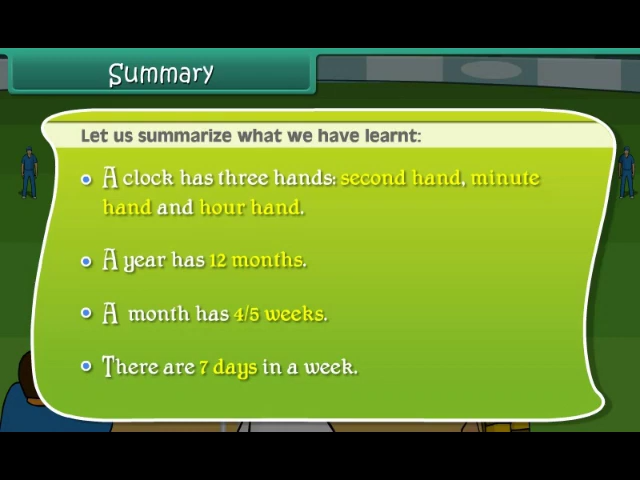 Summary
Let us summarize what we have learnt:
A clock has three hands: second hand, minute
hand and hour hand.
A year has 12 months.
A month has 4/5 weeks.
There are 7 days in a week.